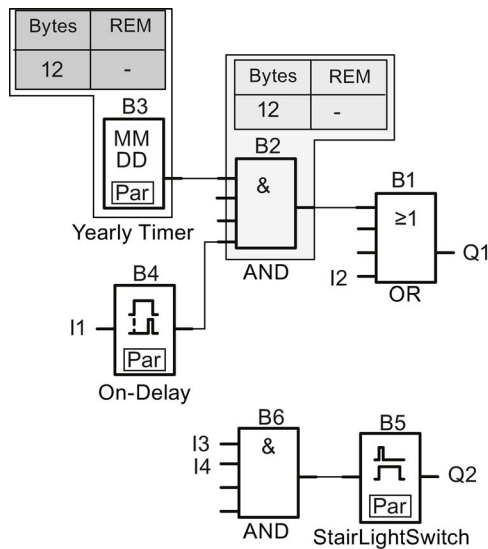 Bytes REM
12 -
Bytes REM
12 -
B3
MM
DD
Par
Yearly Timer
B2
&
AND
B1
≥1
I2
Q1
OR
B4
I1
Par
On-Delay
B6
I3
I4
&
AND
B5
Par
Q2
StairLightSwitch